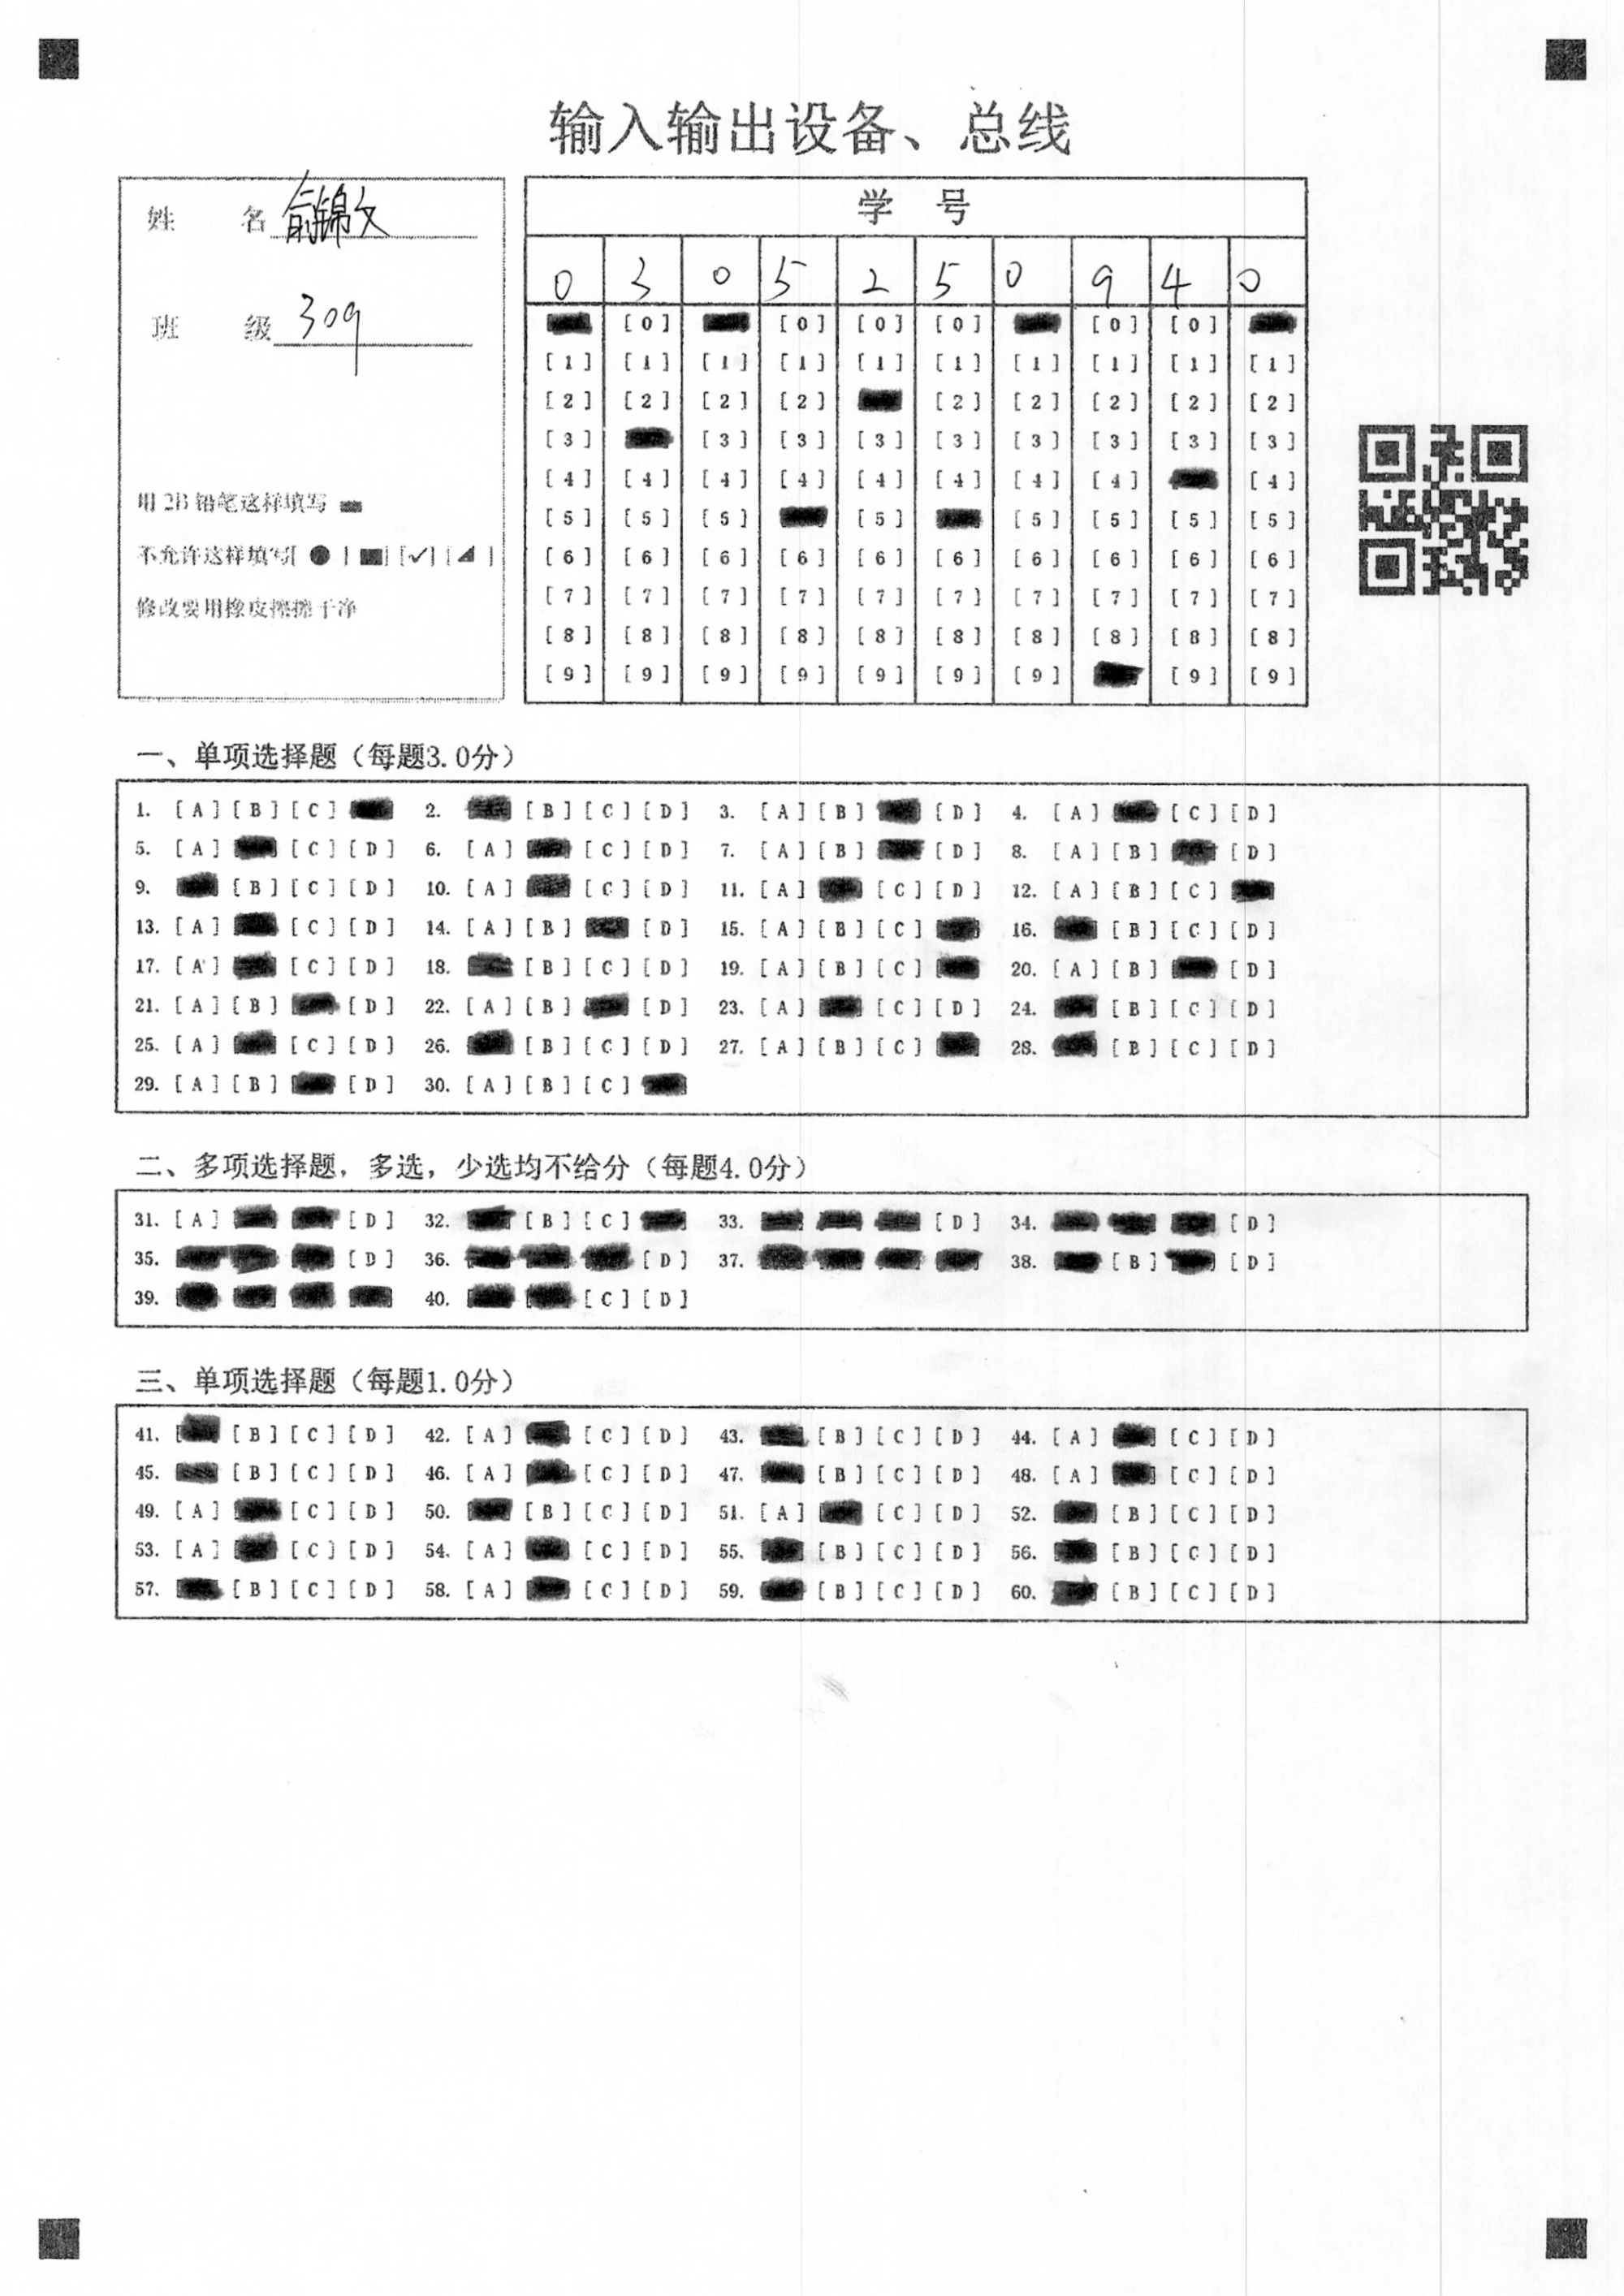 输入输出设备、总线
姓 名 俞锦文
班 级 309
用 2B 铅笔这样填写
不允许这样填写[ ● ] [✓] [ ]
修改要用橡皮擦擦干净
学 号
0 3 0 5 2 5 0 9 4 0
[0] [0] [0] [0] [0] [0]
[1] [1] [1] [1] [1] [1] [1] [1] [1] [1]
[2] [2] [2] [2] [2] [2] [2] [2] [2]
[3] [3] [3] [3] [3] [3] [3] [3] [3]
[4] [4] [4] [4] [4] [4] [4] [4] [4]
[5] [5] [5] [5] [5] [5] [5] [5]
[6] [6] [6] [6] [6] [6] [6] [6] [6] [6]
[7] [7] [7] [7] [7] [7] [7] [7] [7] [7]
[8] [8] [8] [8] [8] [8] [8] [8] [8] [8]
[9] [9] [9] [9] [9] [9] [9] [9] [9]
一、单项选择题（每题3.0分）
1. [A] [B] [C] 2. [B] [C] [D] 3. [A] [B] [D] 4. [A] [C] [D]
5. [A] [C] [D] 6. [A] [C] [D] 7. [A] [B] [D] 8. [A] [B] [D]
9. [B] [C] [D] 10. [A] [C] [D] 11. [A] [C] [D] 12. [A] [B] [C]
13. [A] [C] [D] 14. [A] [B] [D] 15. [A] [B] [C] 16. [B] [C] [D]
17. [A] [C] [D] 18. [B] [C] [D] 19. [A] [B] [C] 20. [A] [B] [D]
21. [A] [B] [D] 22. [A] [B] [D] 23. [A] [C] [D] 24. [B] [C] [D]
25. [A] [C] [D] 26. [B] [C] [D] 27. [A] [B] [C] 28. [B] [C] [D]
29. [A] [B] [D] 30. [A] [B] [C]
二、多项选择题，多选，少选均不给分（每题4.0分）
31. [A] [D] 32. [B] [C] 33. [D] 34. [D]
35. [D] 36. [D] 37. 38. [B] [D]
39. 40. [C] [D]
三、单项选择题（每题1.0分）
41. [B] [C] [D] 42. [A] [C] [D] 43. [B] [C] [D] 44. [A] [C] [D]
45. [B] [C] [D] 46. [A] [C] [D] 47. [B] [C] [D] 48. [A] [C] [D]
49. [A] [C] [D] 50. [B] [C] [D] 51. [A] [C] [D] 52. [B] [C] [D]
53. [A] [C] [D] 54. [A] [C] [D] 55. [B] [C] [D] 56. [B] [C] [D]
57. [B] [C] [D] 58. [A] [C] [D] 59. [B] [C] [D] 60. [B] [C] [D]